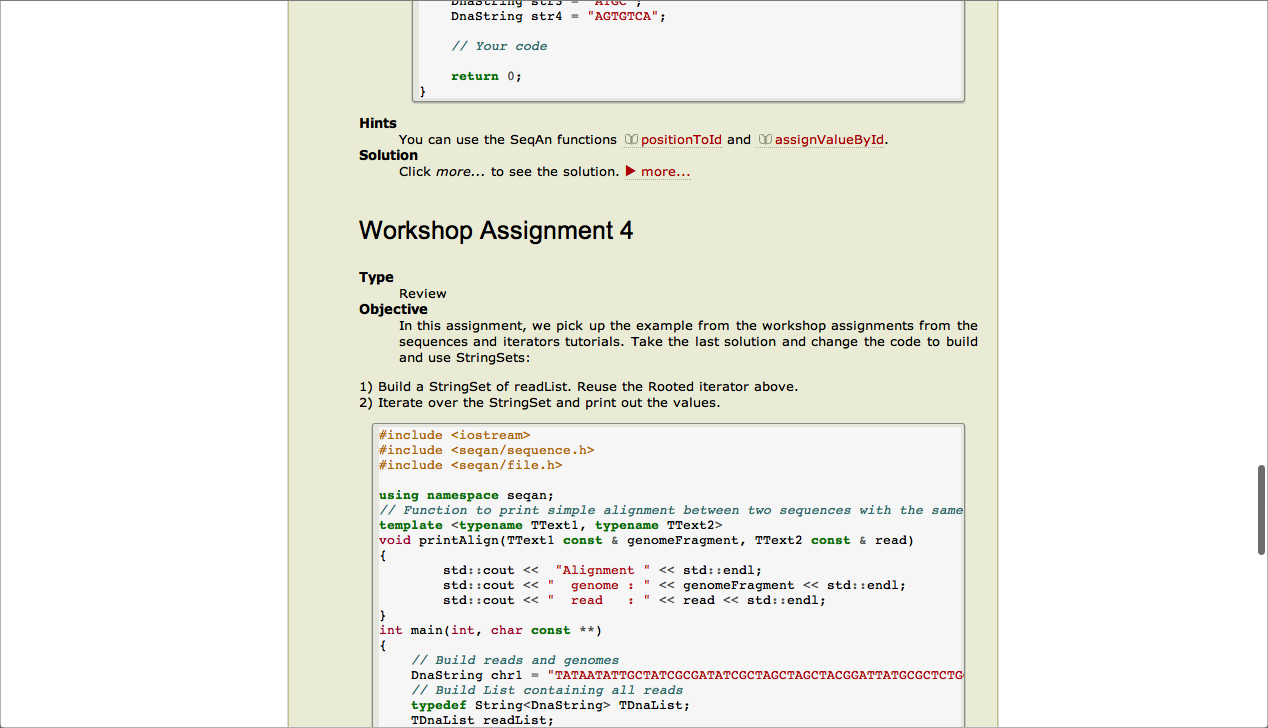 DnaString str3 = "ATGC";
DnaString str4 = "AGTGTCA";
// Your code
return 0;
}
Hints
You can use the SeqAn functions positionToId and assignValueById.
Solution
Click more... to see the solution. ▶ more...
Workshop Assignment 4
Type
Review
Objective
In this assignment, we pick up the example from the workshop assignments from the
sequences and iterators tutorials. Take the last solution and change the code to build
and use StringSets:
1) Build a StringSet of readList. Reuse the Rooted iterator above.
2) Iterate over the StringSet and print out the values.
#include <iostream>
#include <seqan/sequence.h>
#include <seqan/file.h>
using namespace seqan;
// Function to print simple alignment between two sequences with the same
template <typename TText1, typename TText2>
void printAlign(TText1 const & genomeFragment, TText2 const & read)
{
std::cout << "Alignment " << std::endl;
std::cout << " genome : " << genomeFragment << std::endl;
std::cout << " read : " << read << std::endl;
}
int main(int, char const **)
{
// Build reads and genomes
DnaString chr1 = "TATAATATTGCTATCGCGATATCGCTAGCTAGCTACGGATTATGCGCTCTG
// Build List containing all reads
typedef String<DnaString> TDnaList;
TDnaList readList;